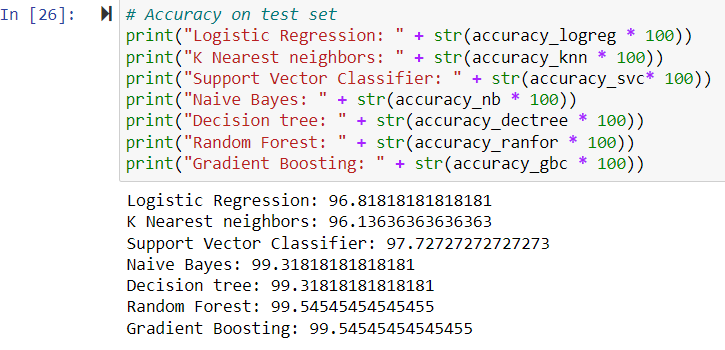 In [26]:
# Accuracy on test set
print("Logistic Regression: " + str(accuracy_logreg * 100))
print("K Nearest neighbors: " + str(accuracy_knn * 100))
print("Support Vector Classifier: " + str(accuracy_svc* 100))
print("Naive Bayes: " + str(accuracy_nb * 100))
print("Decision tree: " + str(accuracy_dectree * 100))
print("Random Forest: " + str(accuracy_ranfor * 100))
print("Gradient Boosting: " + str(accuracy_gbc * 100))
Logistic Regression: 96.81818181818181
K Nearest neighbors: 96.13636363636363
Support Vector Classifier: 97.72727272727273
Naive Bayes: 99.31818181818181
Decision tree: 99.31818181818181
Random Forest: 99.54545454545455
Gradient Boosting: 99.54545454545455